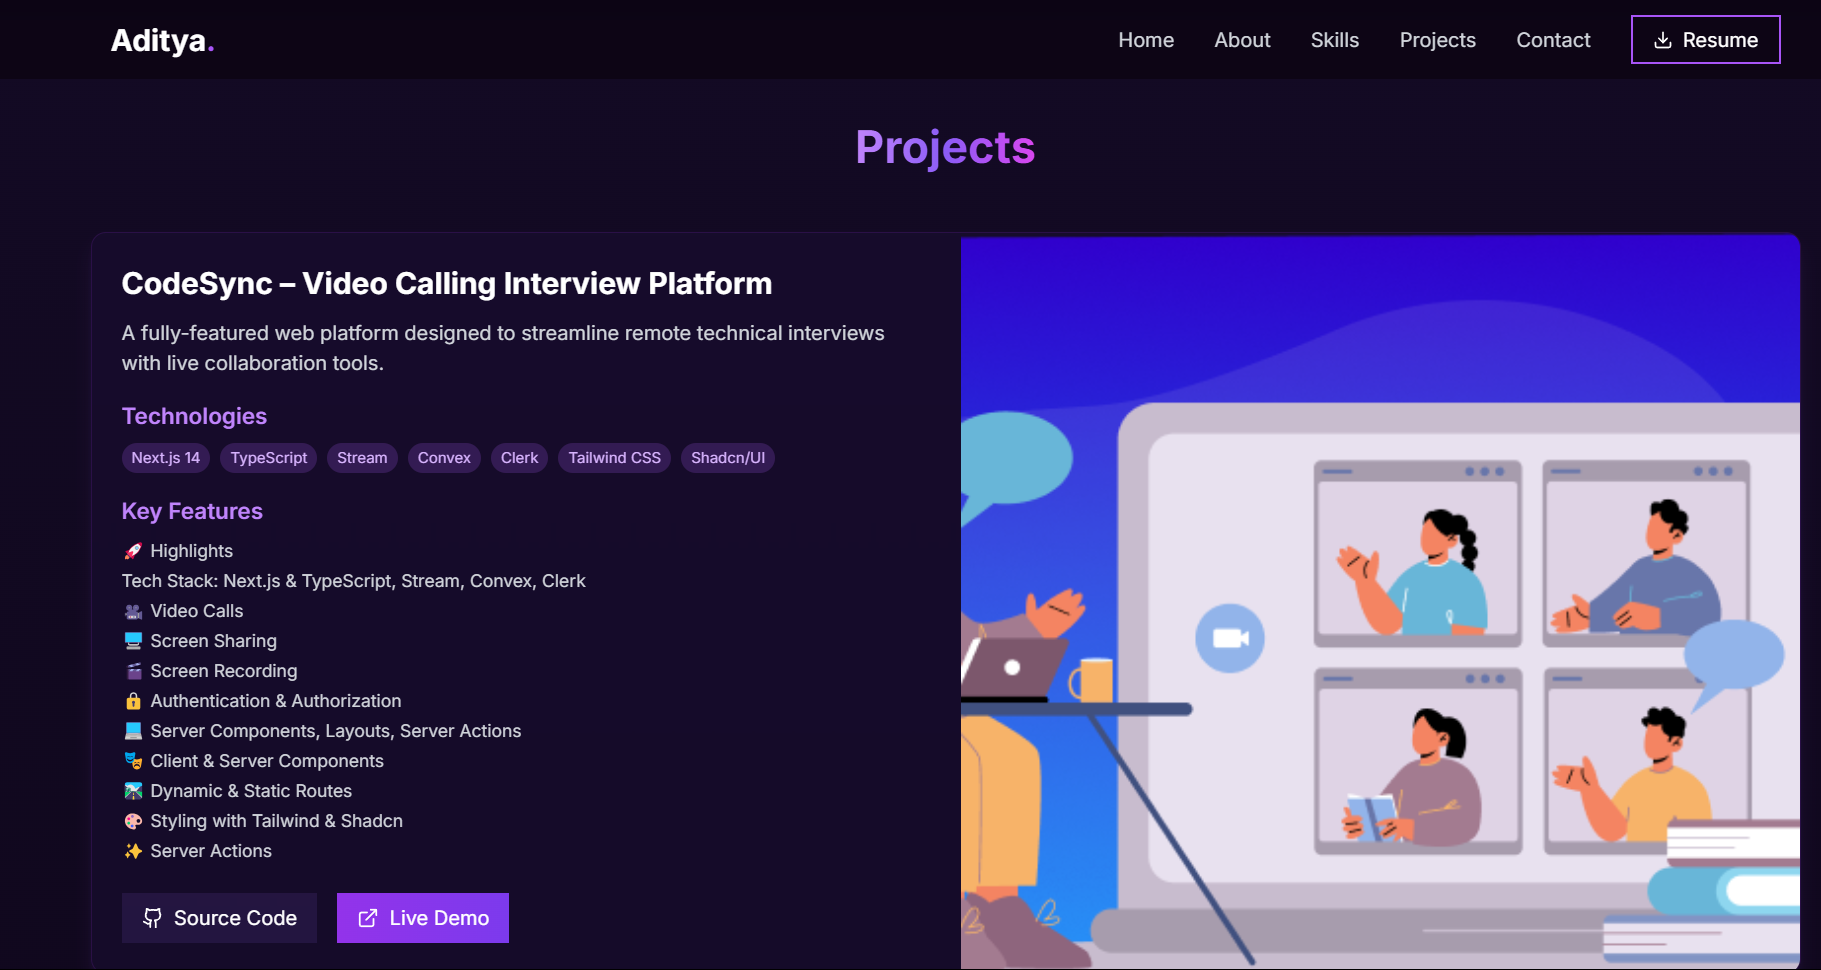 Aditya.
Home
About
Skills
Projects
Contact
Resume
Projects
CodeSync – Video Calling Interview Platform
A fully-featured web platform designed to streamline remote technical interviews
with live collaboration tools.
Technologies
Next.js 14
TypeScript
Stream
Convex
Clerk
Tailwind CSS
Shadcn/UI
Key Features
🚀 Highlights
Tech Stack: Next.js & TypeScript, Stream, Convex, Clerk
🎥 Video Calls
🖥️ Screen Sharing
🎬 Screen Recording
🔒 Authentication & Authorization
💻 Server Components, Layouts, Server Actions
🎭 Client & Server Components
🛣️ Dynamic & Static Routes
🎨 Styling with Tailwind & Shadcn
✨ Server Actions
Source Code
Live Demo